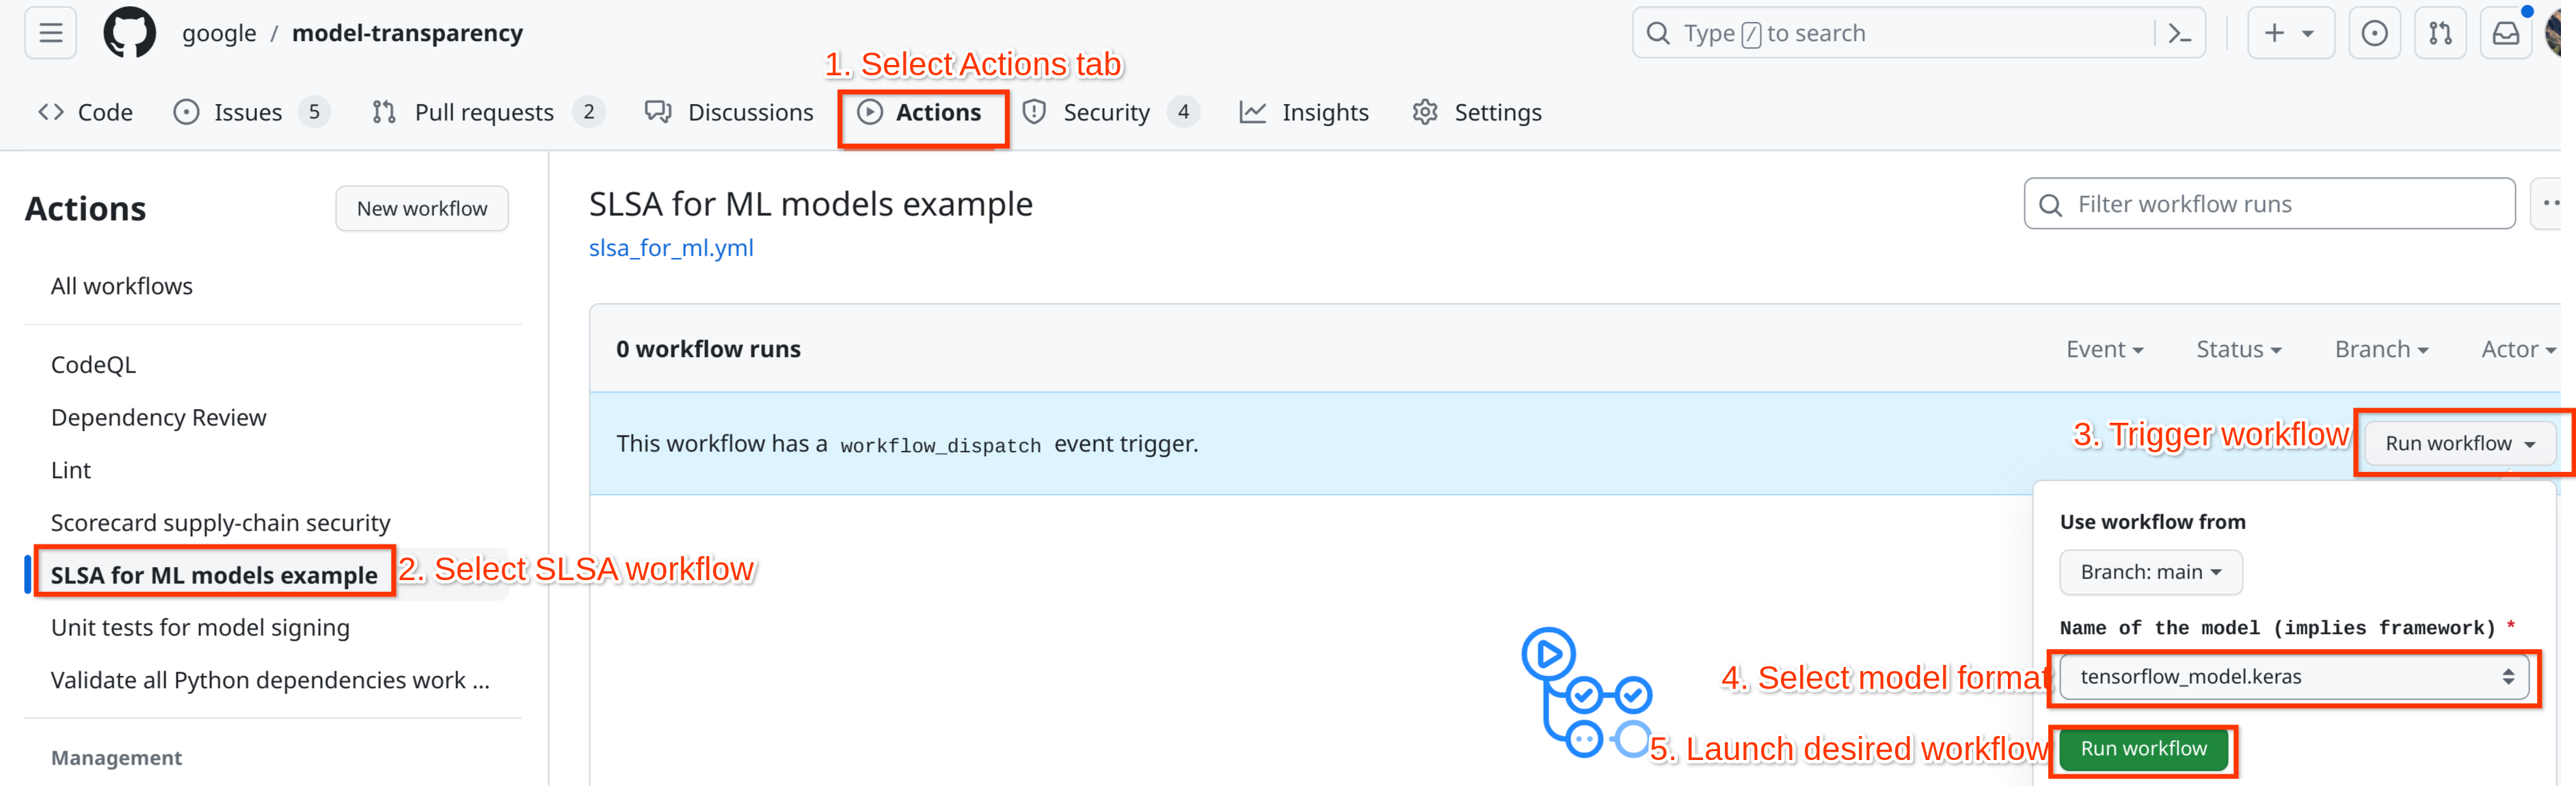 google / model-transparency
Type / to search
1. Select Actions tab
Code
Issues 5
Pull requests 2
Discussions
Actions
Security 4
Insights
Settings
Actions
New workflow
All workflows
CodeQL
Dependency Review
Lint
Scorecard supply-chain security
SLSA for ML models example
2. Select SLSA workflow
Unit tests for model signing
Validate all Python dependencies work ...
Management
SLSA for ML models example
Filter workflow runs
slsa_for_ml.yml
0 workflow runs
Event
Status
Branch
Actor
This workflow has a workflow_dispatch event trigger.
3. Trigger workflow
Run workflow
Use workflow from
Branch: main
Name of the model (implies framework) *
4. Select model format
tensorflow_model.keras
5. Launch desired workflow
Run workflow